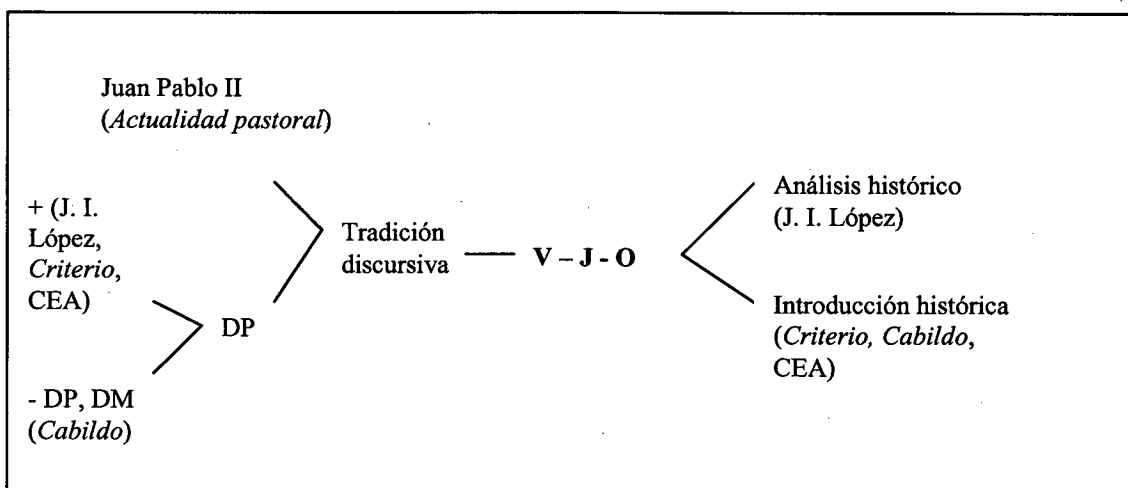 Juan Pablo II
(Actualidad pastoral)
+ (J. I.
López,
Criterio,
CEA)
DP
- DP, DM
(Cabildo)
Tradición
discursiva
V – J - O
Análisis histórico
(J. I. López)
Introducción histórica
(Criterio, Cabildo,
CEA)